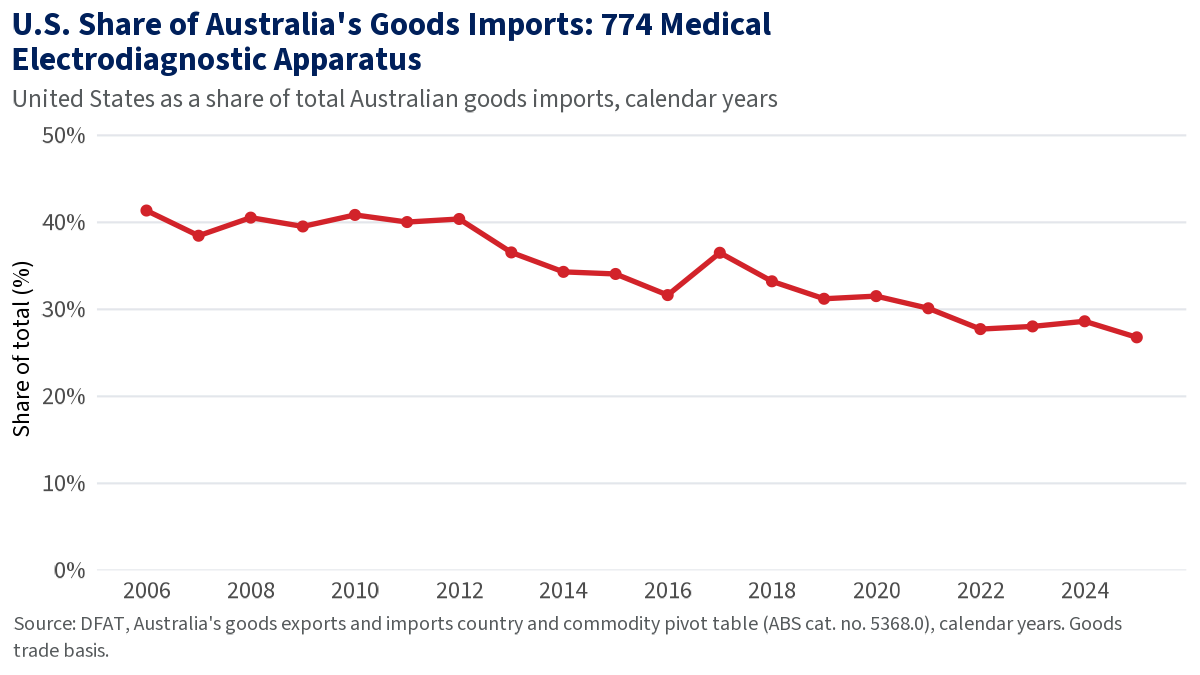 U.S. Share of Australia's Goods Imports: 774 Medical
Electrodiagnostic Apparatus
United States as a share of total Australian goods imports, calendar years
50%
40%
30%
20%
10%
0%
Share of total (%)
2006 2008 2010 2012 2014 2016 2018 2020 2022 2024
Source: DFAT, Australia's goods exports and imports country and commodity pivot table (ABS cat. no. 5368.0), calendar years. Goods
trade basis.